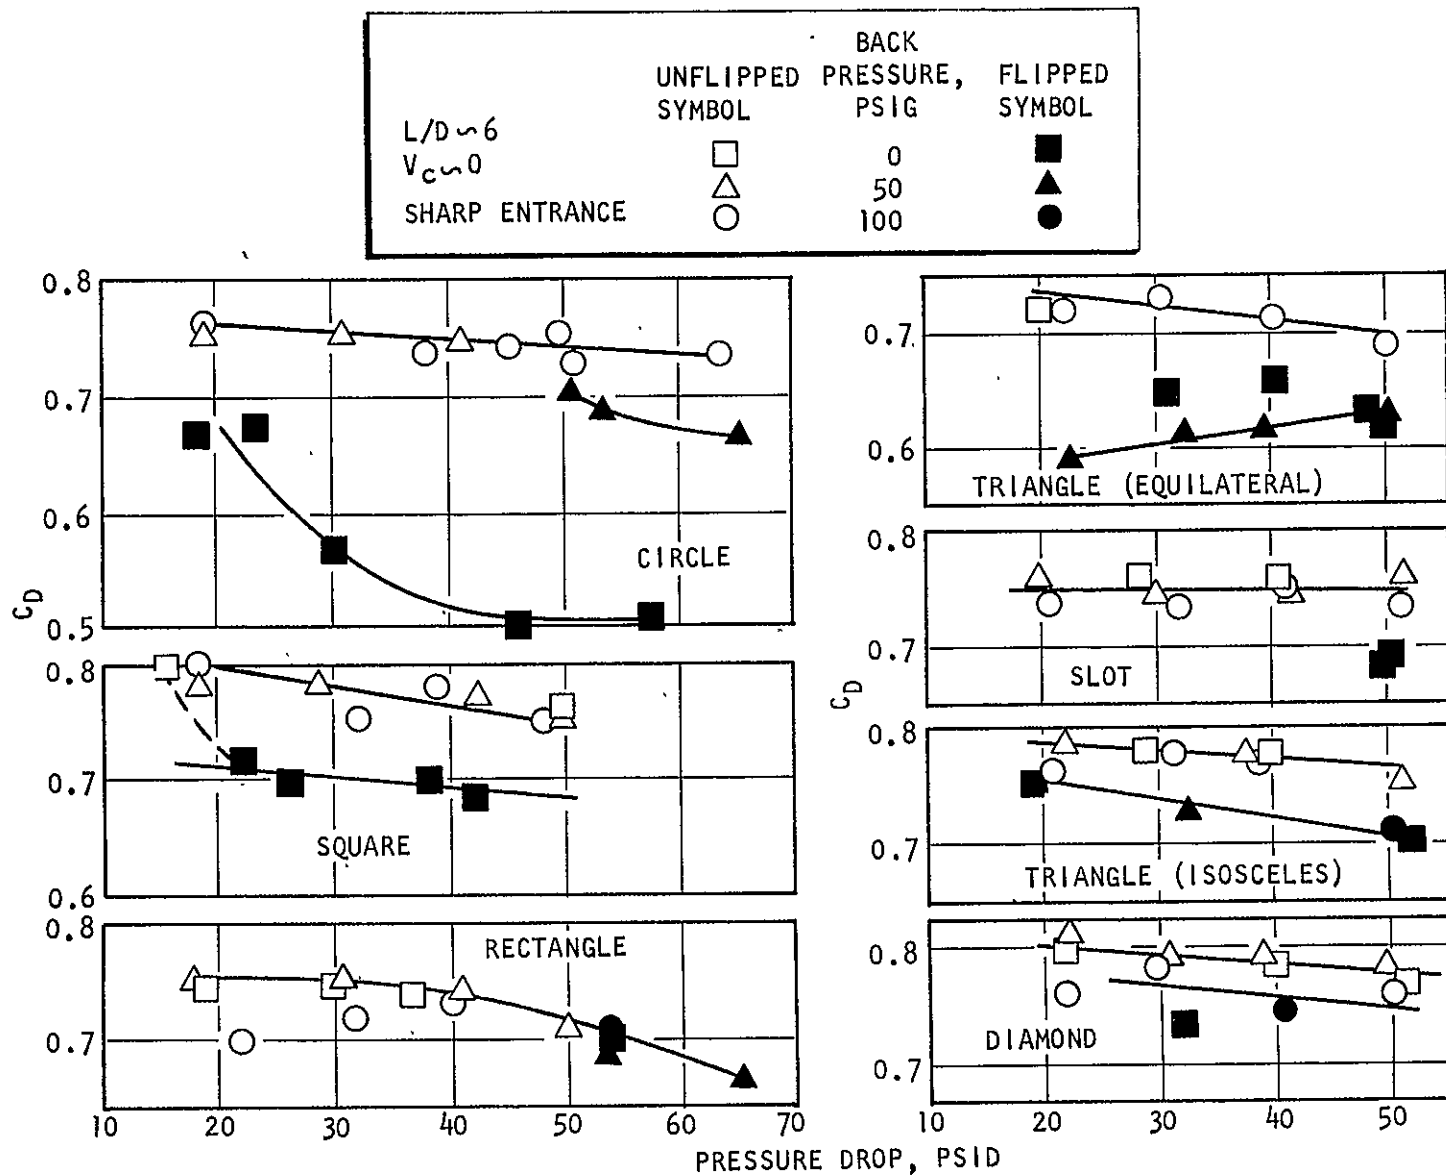 BACK
UNFLIPPED PRESSURE, FLIPPED
SYMBOL PSIG SYMBOL
L/D ~ 6
V_C ~ 0
SHARP ENTRANCE
0
50
100
0.8
0.7
0.6
0.5
C_D
CIRCLE
0.8
0.7
0.6
SQUARE
0.8
0.7
RECTANGLE
10 20 30 40 50 60 70
0.7
0.6
TRIANGLE (EQUILATERAL)
0.8
0.7
SLOT
C_D
0.8
0.7
TRIANGLE (ISOSCELES)
0.8
0.7
DIAMOND
10 20 30 40 50
PRESSURE DROP, PSID